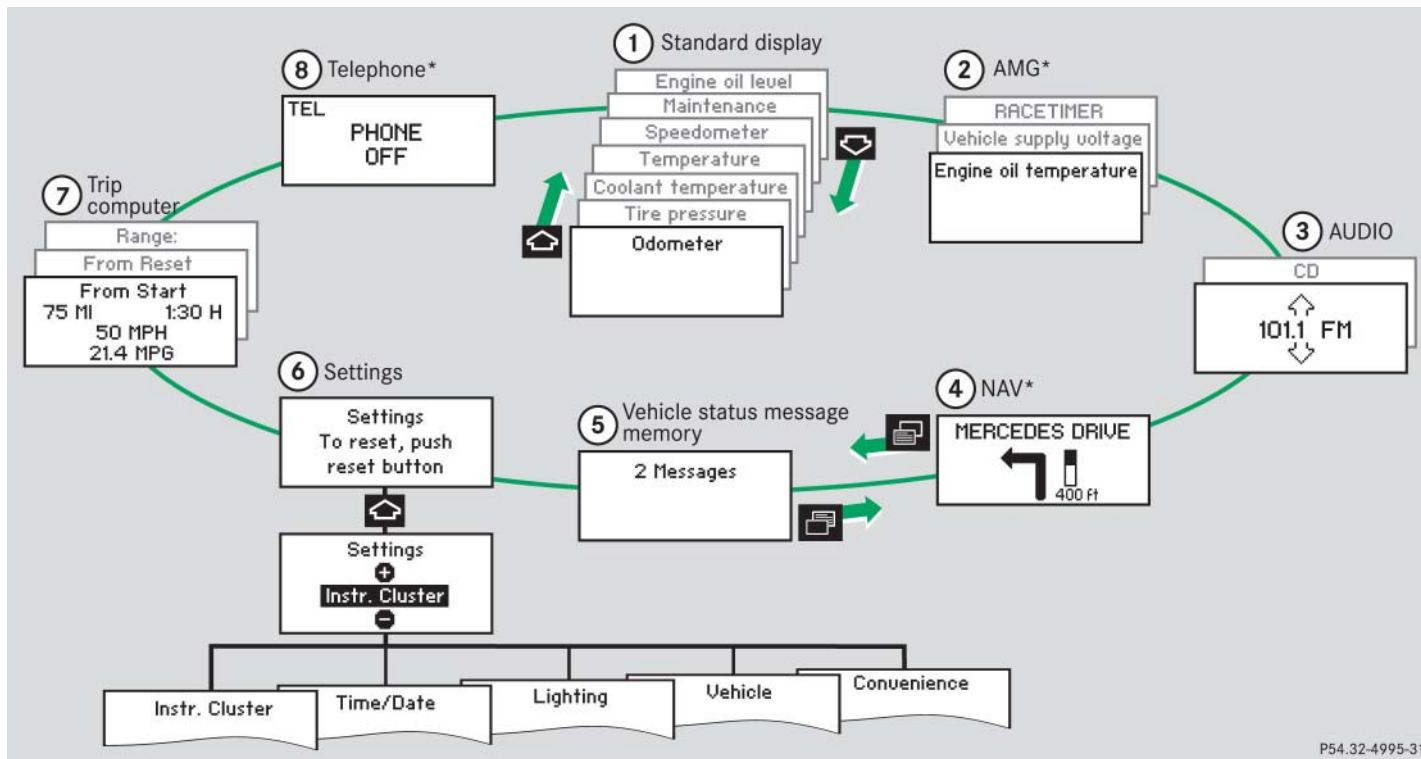 1 Standard display
Engine oil level
Maintenance
Speedometer
Temperature
Coolant temperature
Tire pressure
Odometer
2 AMG*
RACETIMER
Vehicle supply voltage
Engine oil temperature
3 AUDIO
CD
101.1 FM
4 NAV*
MERCEDES DRIVE
400 ft
5 Vehicle status message
memory
2 Messages
6 Settings
Settings
To reset, push
reset button
Settings
Instr. Cluster
Instr. Cluster
Time/Date
Lighting
Vehicle
Convenience
7 Trip
computer
Range:
From Reset
From Start
75 MI 1:30 H
50 MPH
21.4 MPG
8 Telephone*
TEL
PHONE
OFF
P54.32-4995-31